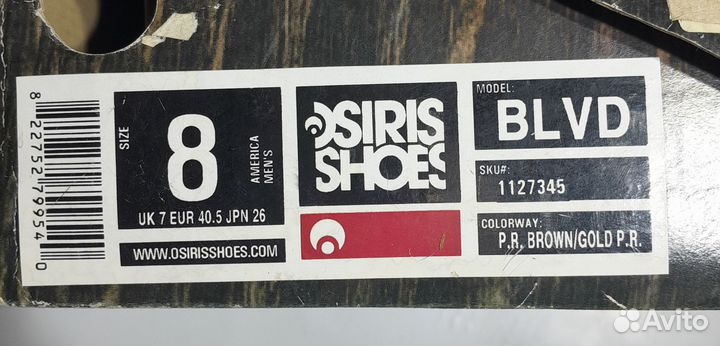 8 22752 79954 0
SIZE
8
AMERICA
MEN'S
UK 7 EUR 40.5 JPN 26
WWW.OSIRISSHOES.COM
OSIRIS
SHOES
MODEL:
BLVD
SKU#:
1127345
COLORWAY:
P.R. BROWN/GOLD P.R.
Avito